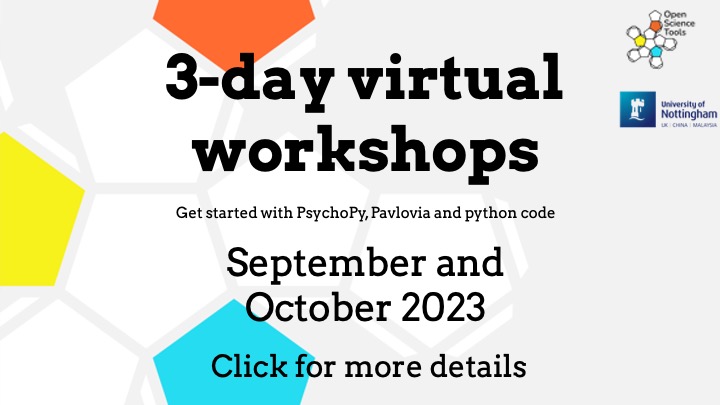 Open
Science
Tools
3-day virtual
workshops
University of
Nottingham
UK | CHINA | MALAYSIA
Get started with PsychoPy, Pavlovia and python code
September and
October 2023
Click for more details